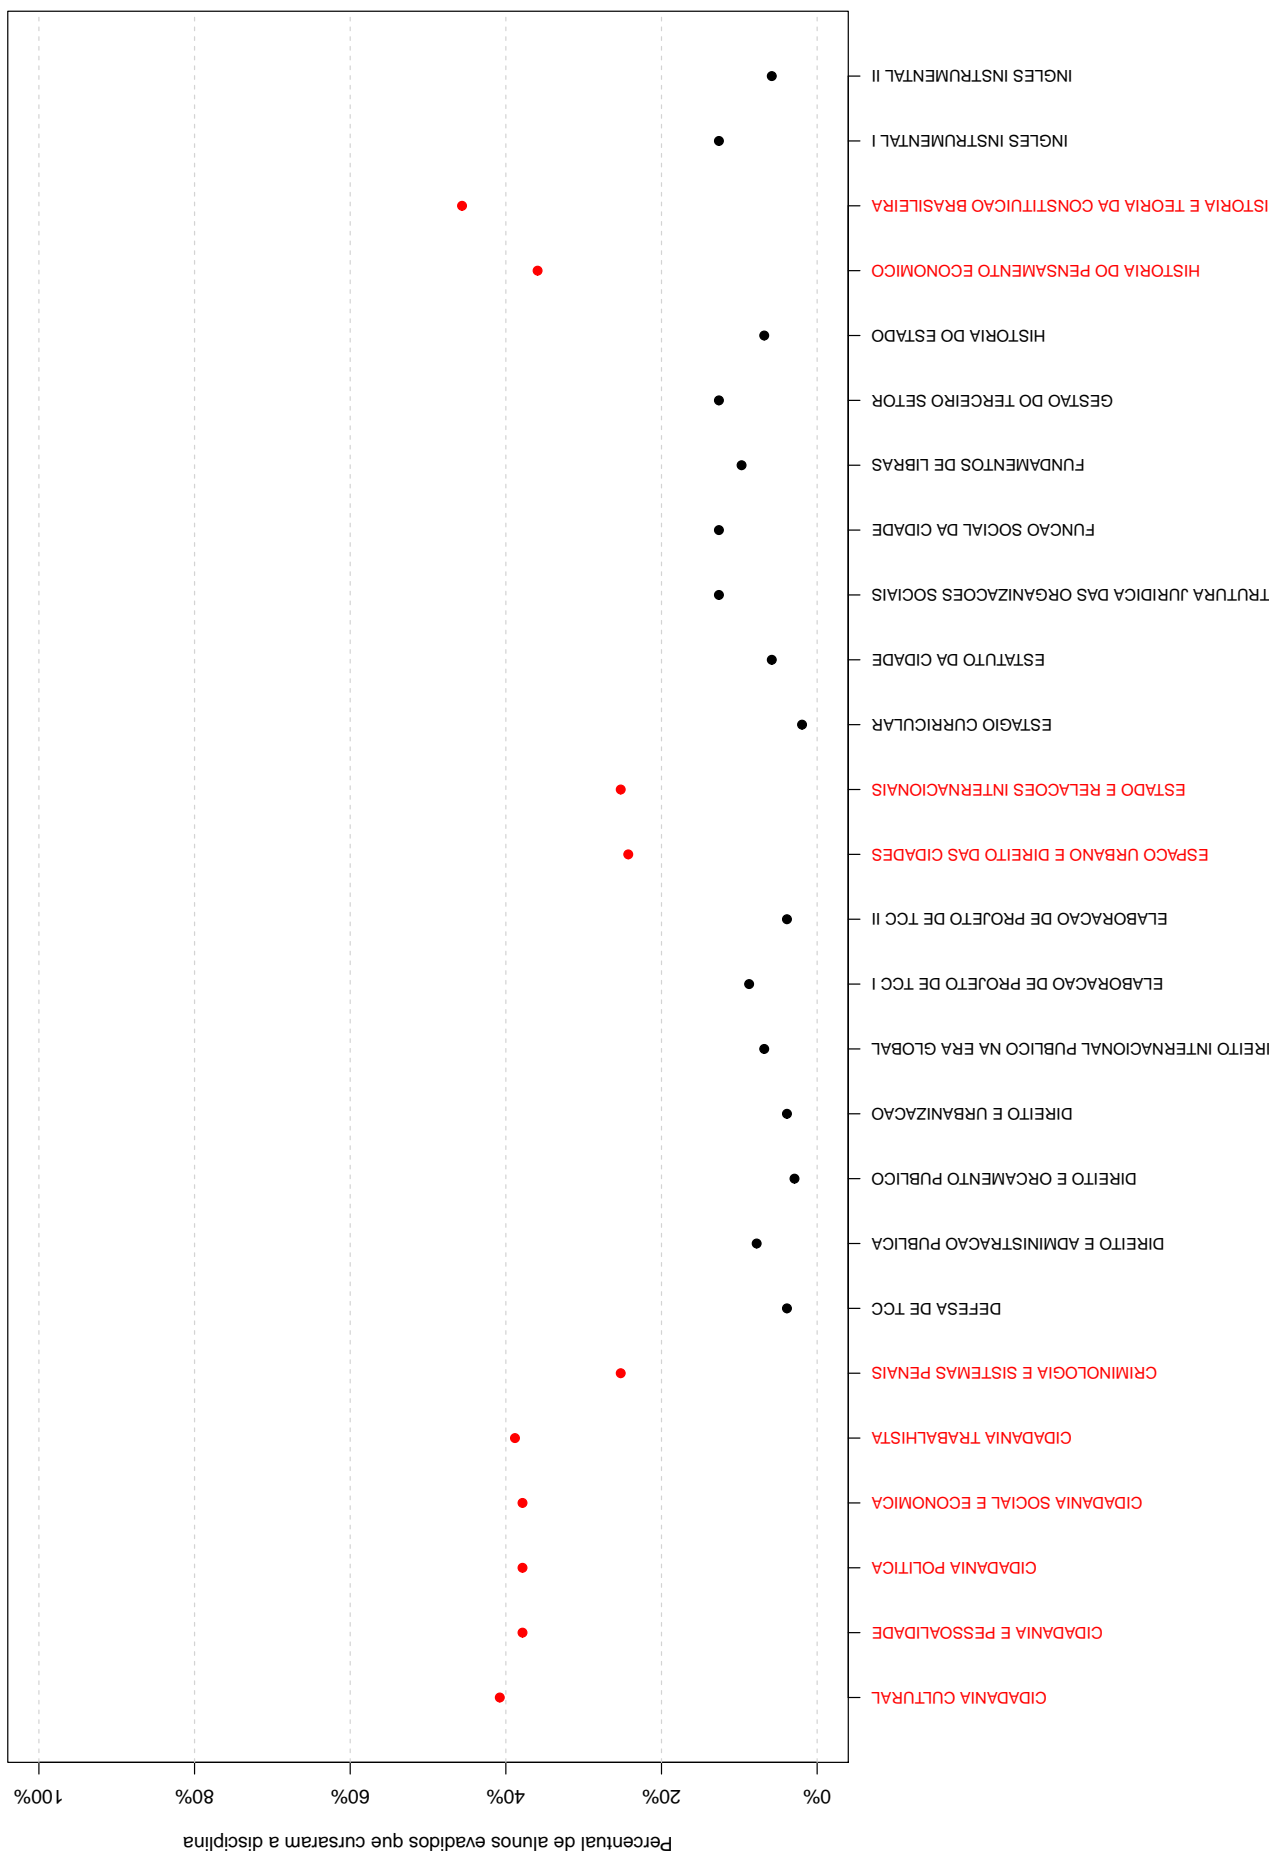 Percentual de alunos evadidos que cursaram a disciplina
0%
20%
40%
60%
80%
100%
CIDADANIA CULTURAL
CIDADANIA E PESSOALIDADE
CIDADANIA POLITICA
CIDADANIA SOCIAL E ECONOMICA
CIDADANIA TRABALHISTA
CRIMINOLOGIA E SISTEMAS PENAIS
DEFESA DE TCC
DIREITO E ADMINISTRACAO PUBLICA
DIREITO E ORCAMENTO PUBLICO
DIREITO E URBANIZACAO
IREITO INTERNACIONAL PUBLICO NA ERA GLOBAL
ELABORACAO DE PROJETO DE TCC I
ELABORACAO DE PROJETO DE TCC II
ESPACO URBANO E DIREITO DAS CIDADES
ESTADO E RELACOES INTERNACIONAIS
ESTAGIO CURRICULAR
ESTATUTO DA CIDADE
TRUTURA JURIDICA DAS ORGANIZACOES SOCIAIS
FUNCAO SOCIAL DA CIDADE
FUNDAMENTOS DE LIBRAS
GESTAO DO TERCEIRO SETOR
HISTORIA DO ESTADO
HISTORIA DO PENSAMENTO ECONOMICO
ISTORIA E TEORIA DA CONSTITUICAO BRASILEIRA
INGLES INSTRUMENTAL I
INGLES INSTRUMENTAL II